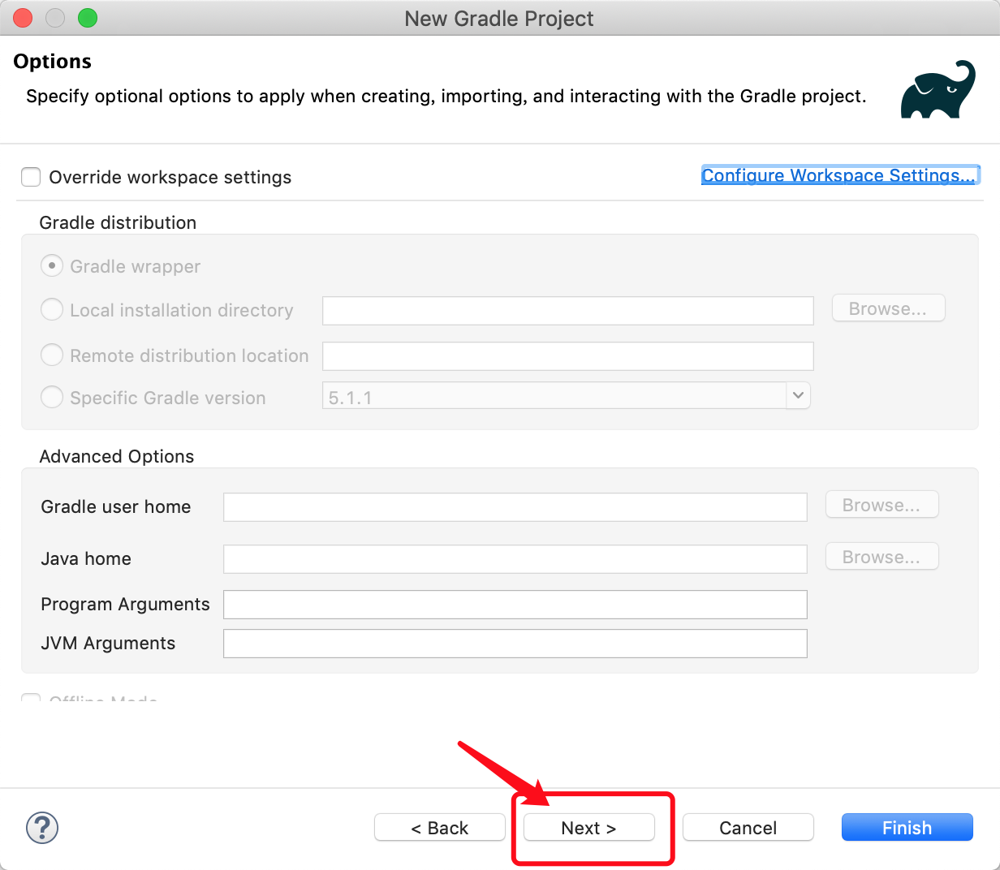 New Gradle Project
Options
Specify optional options to apply when creating, importing, and interacting with the Gradle project.
Override workspace settings
Configure Workspace Settings...
Gradle distribution
Gradle wrapper
Local installation directory
Browse...
Remote distribution location
Specific Gradle version
5.1.1
Advanced Options
Gradle user home
Browse...
Java home
Browse...
Program Arguments
JVM Arguments
Offline Mode
?
< Back
Next >
Cancel
Finish